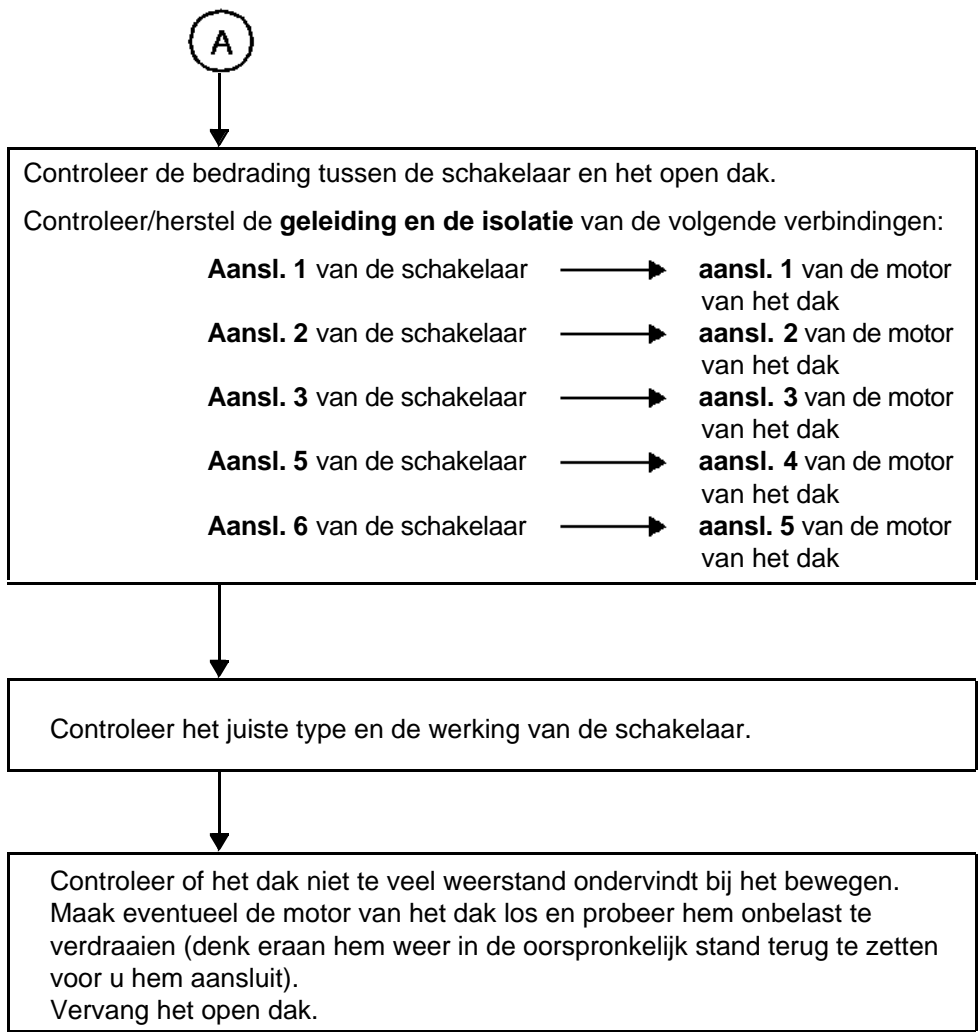 A
Controleer de bedrading tussen de schakelaar en het open dak.
Controleer/herstel de geleiding en de isolatie van de volgende verbindingen:
Aansl. 1 van de schakelaar aansl. 1 van de motor
van het dak
Aansl. 2 van de schakelaar aansl. 2 van de motor
van het dak
Aansl. 3 van de schakelaar aansl. 3 van de motor
van het dak
Aansl. 5 van de schakelaar aansl. 4 van de motor
van het dak
Aansl. 6 van de schakelaar aansl. 5 van de motor
van het dak
Controleer het juiste type en de werking van de schakelaar.
Controleer of het dak niet te veel weerstand ondervindt bij het bewegen.
Maak eventueel de motor van het dak los en probeer hem onbelast te
verdraaien (denk eraan hem weer in de oorspronkelijk stand terug te zetten
voor u hem aansluit).
Vervang het open dak.